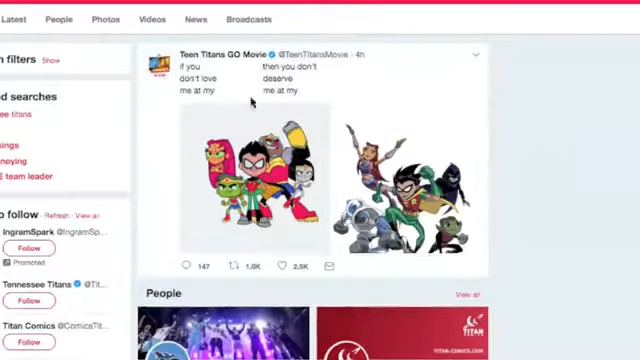 Latest People Photos Videos News Broadcasts
filters Show
ed searches
ee titans
kings
noying
E team leader
o follow · Refresh · View all
IngramSpark @IngramSp...
Follow
Promoted
Tennessee Titans @Tit...
Follow
Titan Comics @ComicsTit...
Follow
Teen Titans GO Movie @TeenTitansMovie · 4h
if you then you don't
don't love deserve
me at my me at my
147 1.8K 2.5K
People View all
TITAN
TITAN-COMICS.COM